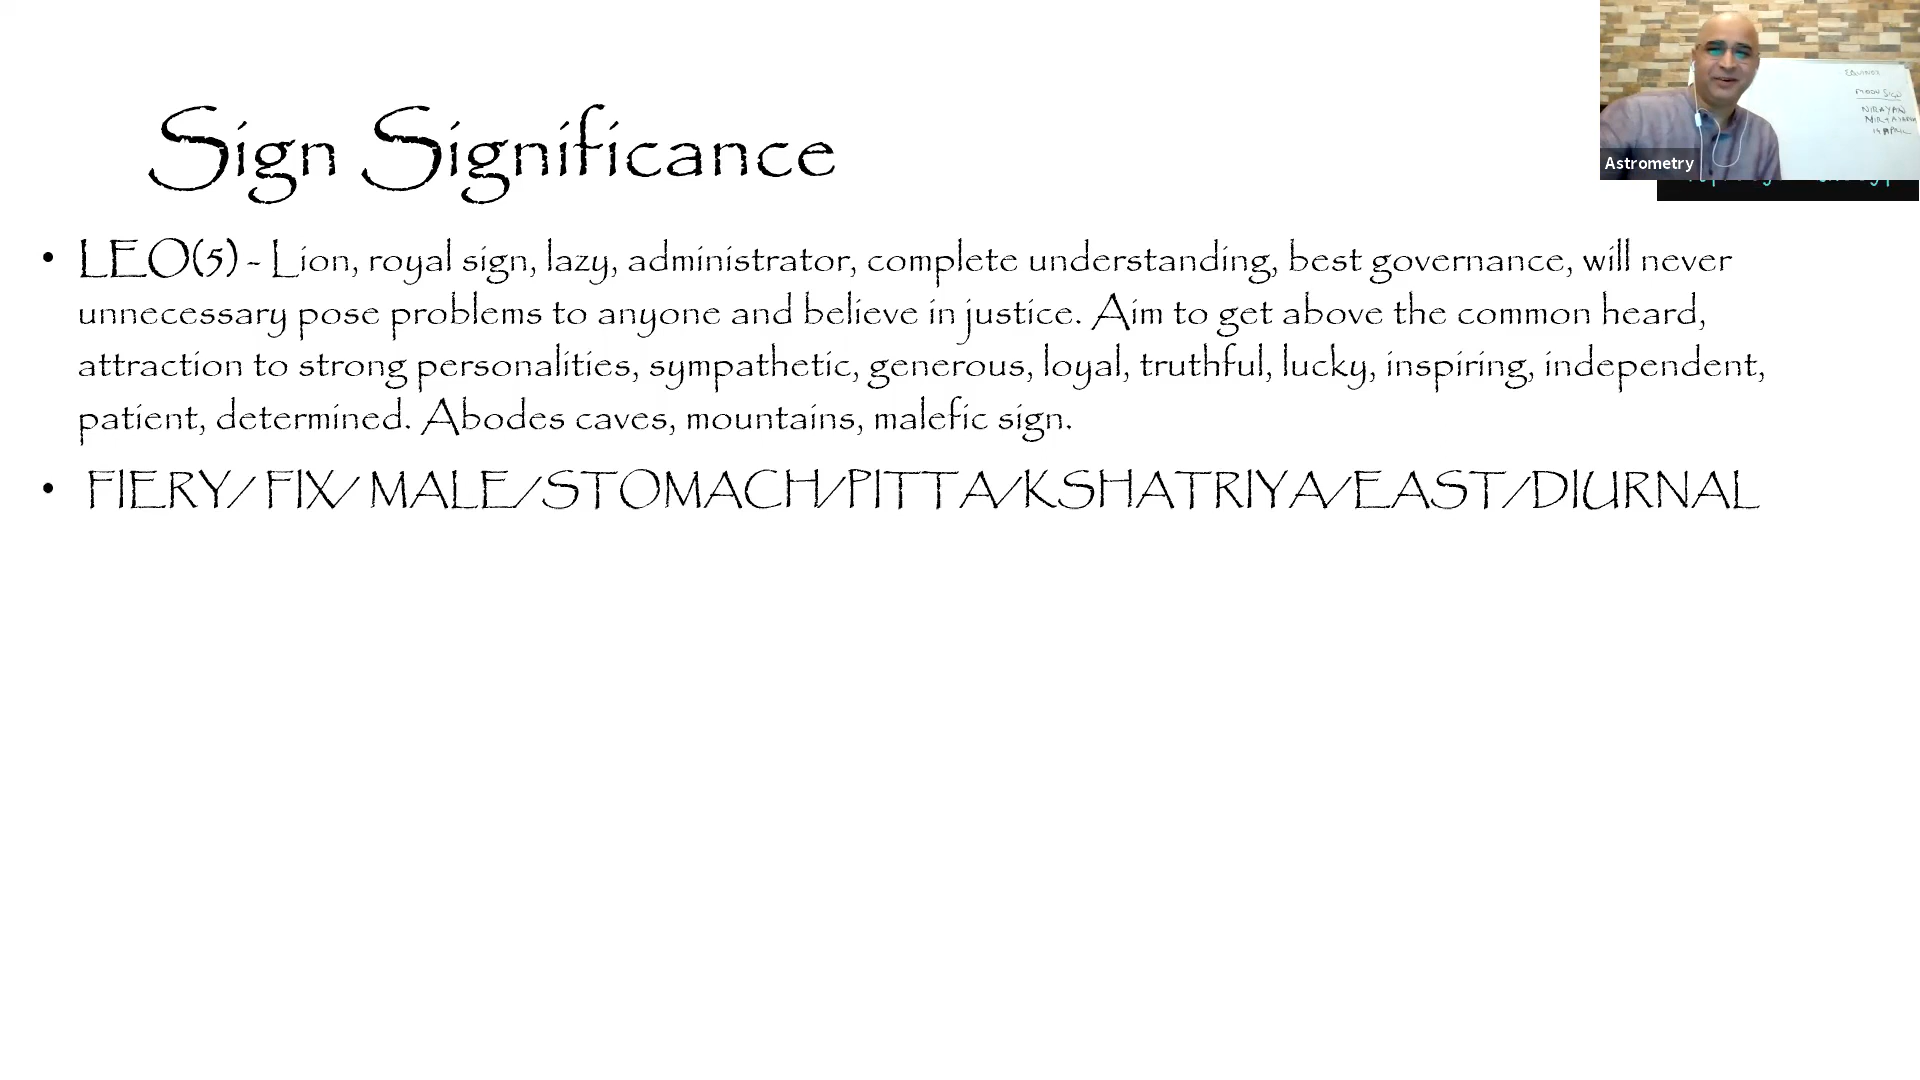 Sign Significance
• LEO(5) - Lion, royal sign, lazy, administrator, complete understanding, best governance, will never
unnecessary pose problems to anyone and believe in justice. Aim to get above the common heard,
attraction to strong personalities, sympathetic, generous, loyal, truthful, lucky, inspiring, independent,
patient, determined. Abodes caves, mountains, malefic sign.
• FIERY/ FIX/ MALE/STOMACH/PITTA/KSHATRIYA/EAST/DIURNAL
EQUINOX
MOON SIGN
NIRAYAN
14 APRIL
Astrometry